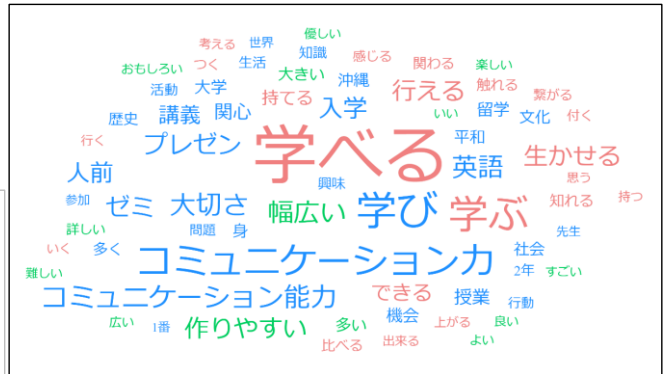 優しい
考える 世界 知識 感じる 関わる 楽しい
おもしろい つく 生活 大きい 沖縄 触れる 繋がる
活動 大学 持てる 行える 留学 文化 付く
歴史 講義 関心 入学 いい
行く プレゼン 学べる 平和 生かせる
人前 興味 英語 思う
参加 ゼミ 大切さ 幅広い 学び 学ぶ 知れる 持つ
詳しい 問題 身 先生
いく 多く コミュニケーション力 社会
難しい 2年 すごい
コミュニケーション能力 できる 授業 行動
広い 1番 作りやすい 多い 機会 上がる 良い
比べる 出来る よい